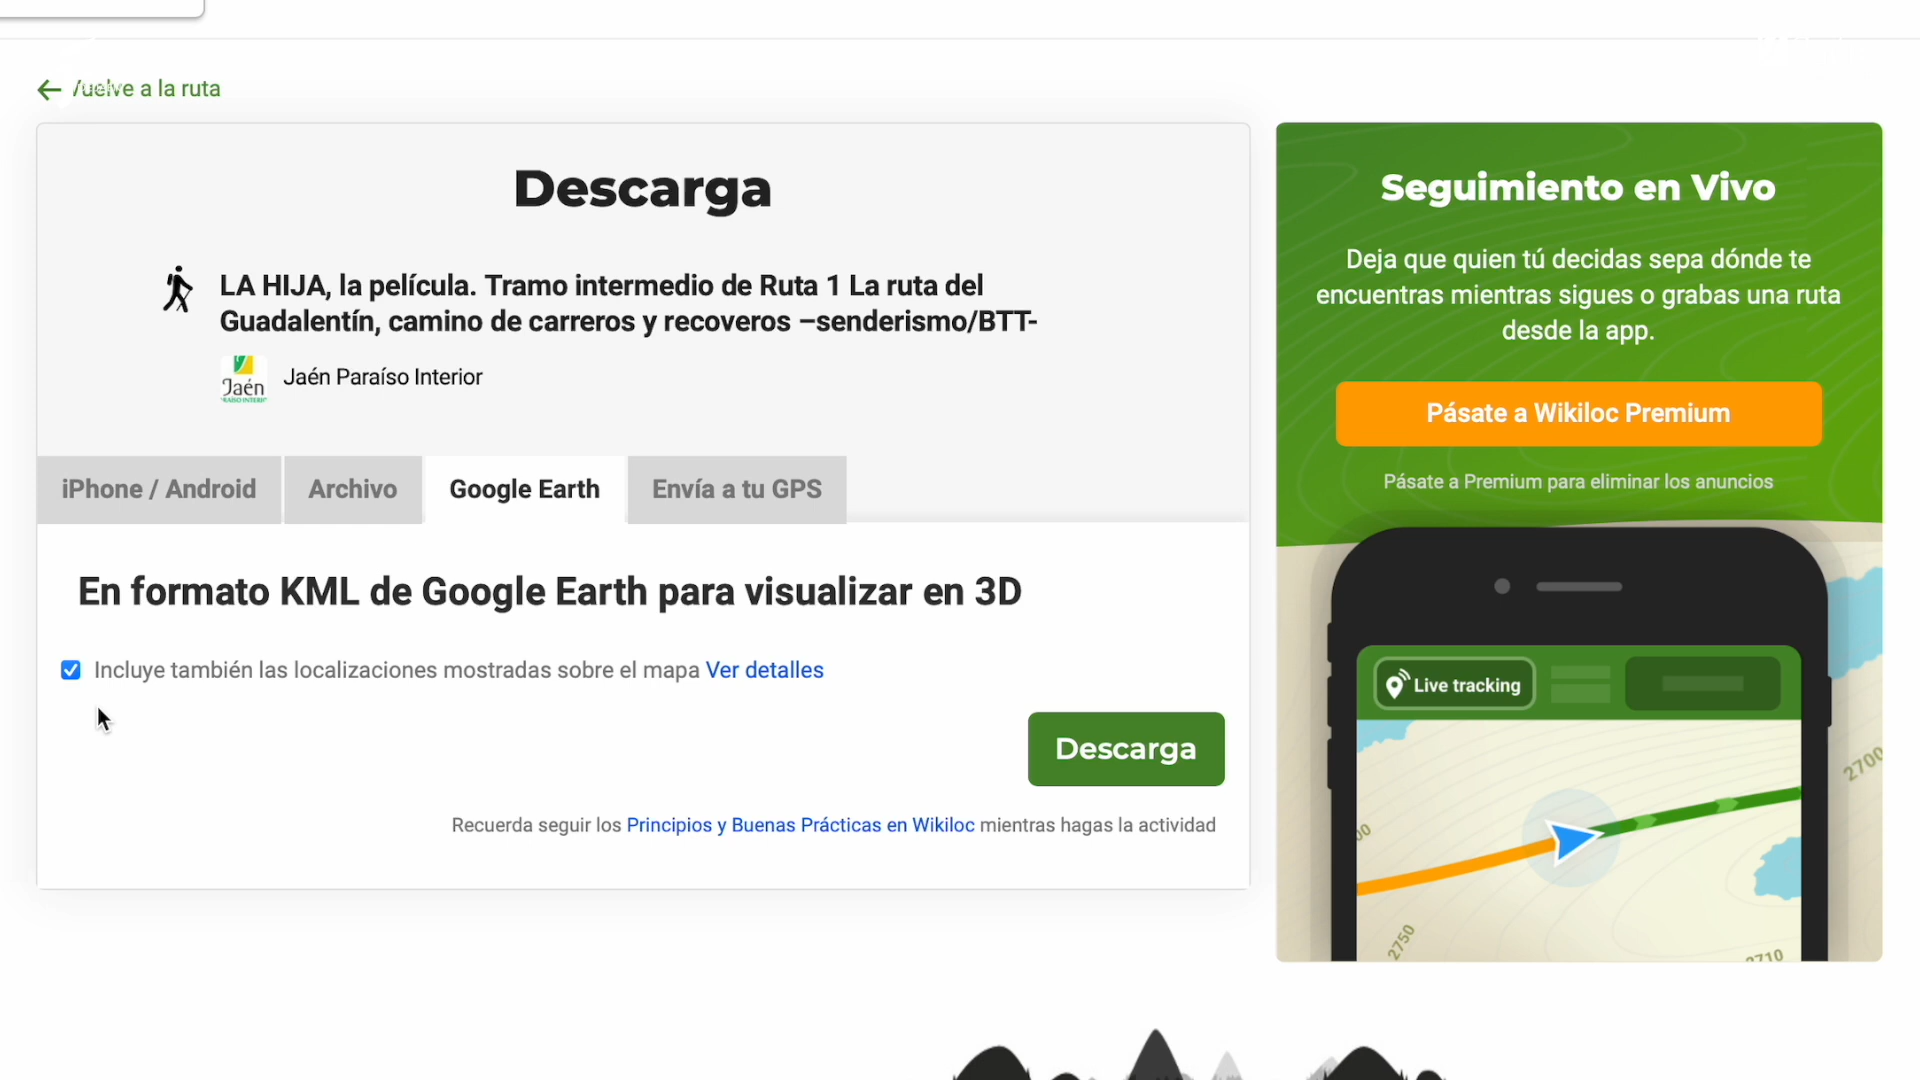 Vuelve a la ruta
Descarga
LA HIJA, la película. Tramo intermedio de Ruta 1 La ruta del
Guadalentín, camino de carreros y recoveros –senderismo/BTT-
Jaén
Jaén Paraíso Interior
iPhone / Android
Archivo
Google Earth
Envía a tu GPS
En formato KML de Google Earth para visualizar en 3D
Incluye también las localizaciones mostradas sobre el mapa Ver detalles
Descarga
Recuerda seguir los Principios y Buenas Prácticas en Wikiloc mientras hagas la actividad
Seguimiento en Vivo
Deja que quien tú decidas sepa dónde te
encuentras mientras sigues o grabas una ruta
desde la app.
Pásate a Wikiloc Premium
Pásate a Premium para eliminar los anuncios
Live tracking
2700
2750
2710